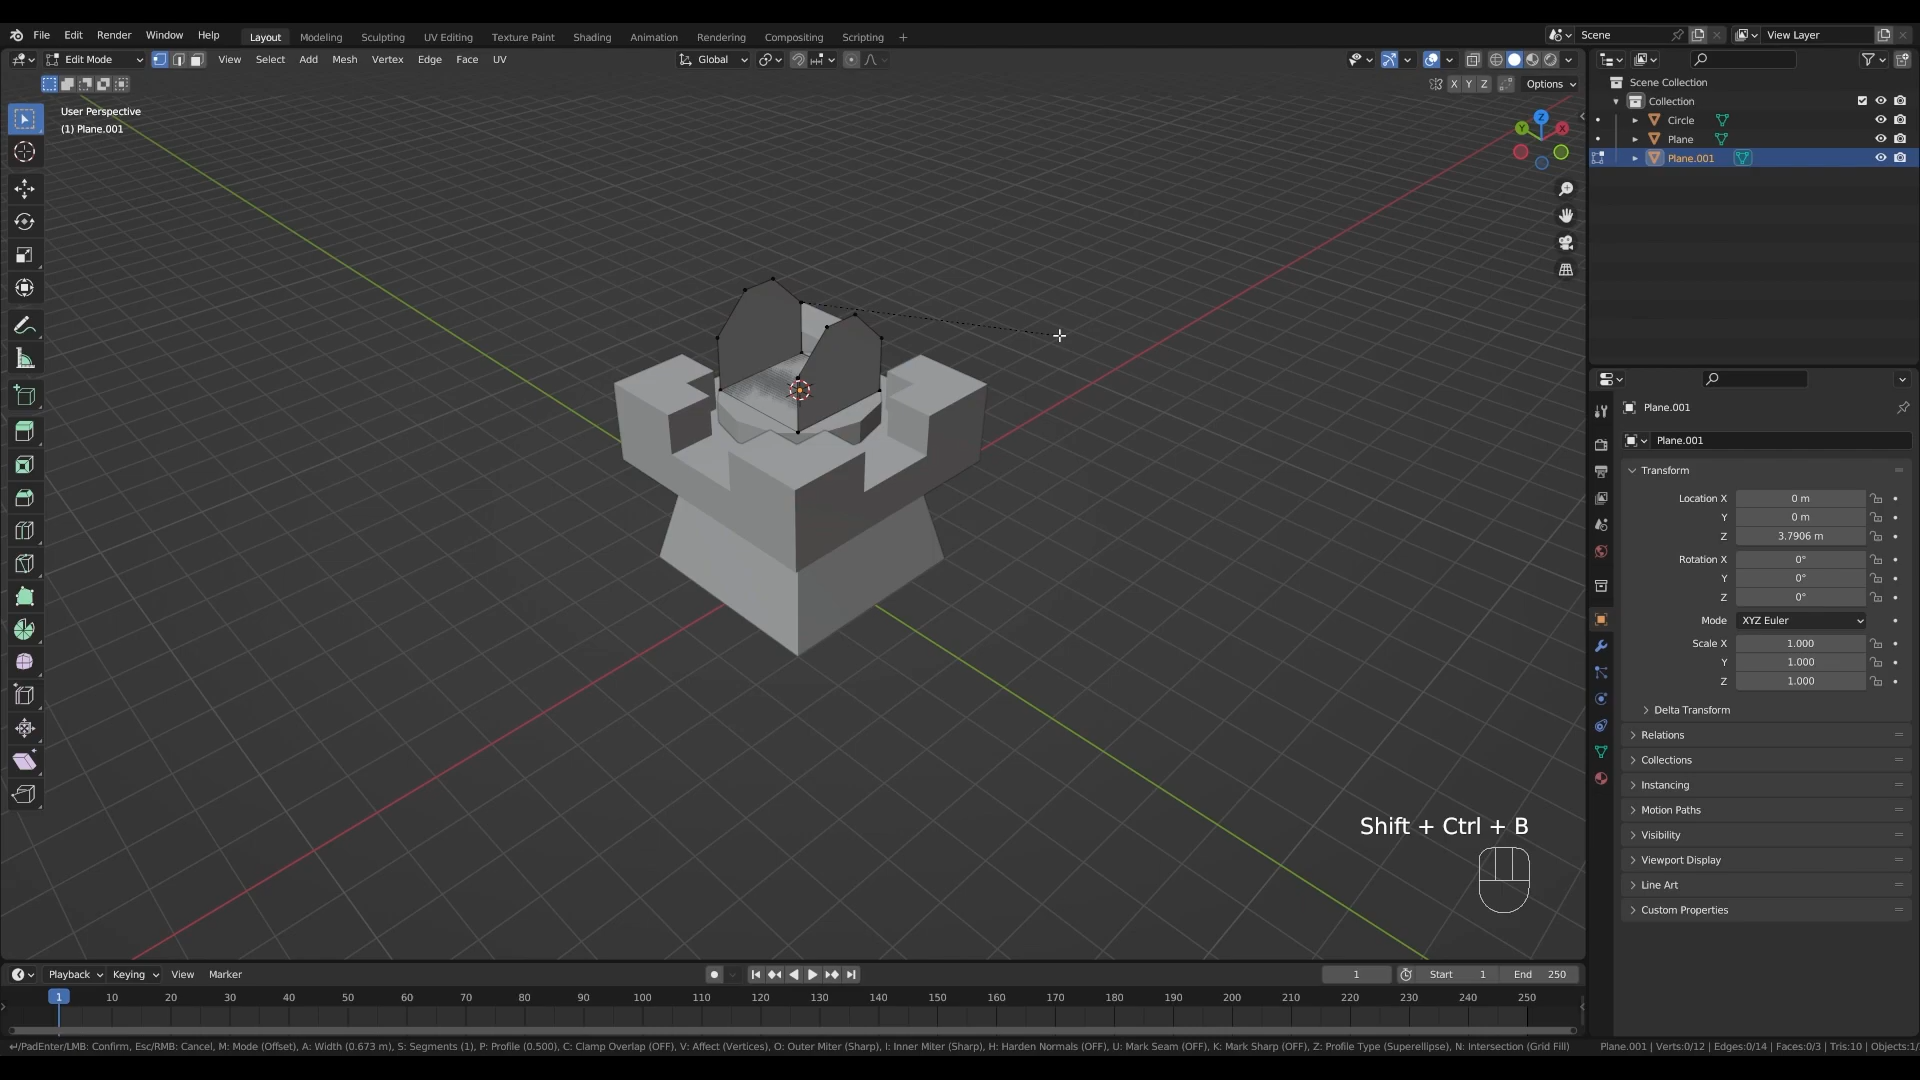 File Edit Render Window Help Layout Modeling Sculpting UV Editing Texture Paint Shading Animation Rendering Compositing Scripting + Scene View Layer
Edit Mode View Select Add Mesh Vertex Edge Face UV Global
X Y Z Options
User Perspective
(1) Plane.001
Z
Y
X
Scene Collection
Collection
Circle
Plane
Plane.001
Plane.001
Plane.001
Transform
Location X 0 m
Y 0 m
Z 3.7906 m
Rotation X 0°
Y 0°
Z 0°
Mode XYZ Euler
Scale X 1.000
Y 1.000
Z 1.000
Delta Transform
Relations
Collections
Instancing
Motion Paths
Visibility
Viewport Display
Line Art
Custom Properties
Shift + Ctrl + B
Playback Keying View Marker 1 Start 1 End 250
1 10 20 30 40 50 60 70 80 90 100 110 120 130 140 150 160 170 180 190 200 210 220 230 240 250
↵/PadEnter/LMB: Confirm, Esc/RMB: Cancel, M: Mode (Offset), A: Width (0.673 m), S: Segments (1), P: Profile (0.500), C: Clamp Overlap (OFF), V: Affect (Vertices), O: Outer Miter (Sharp), I: Inner Miter (Sharp), H: Harden Normals (OFF), U: Mark Seam (OFF), K: Mark Sharp (OFF), Z: Profile Type (Superellipse), N: Intersection (Grid Fill) Plane.001 | Verts:0/12 | Edges:0/14 | Faces:0/3 | Tris:10 | Objects:1/